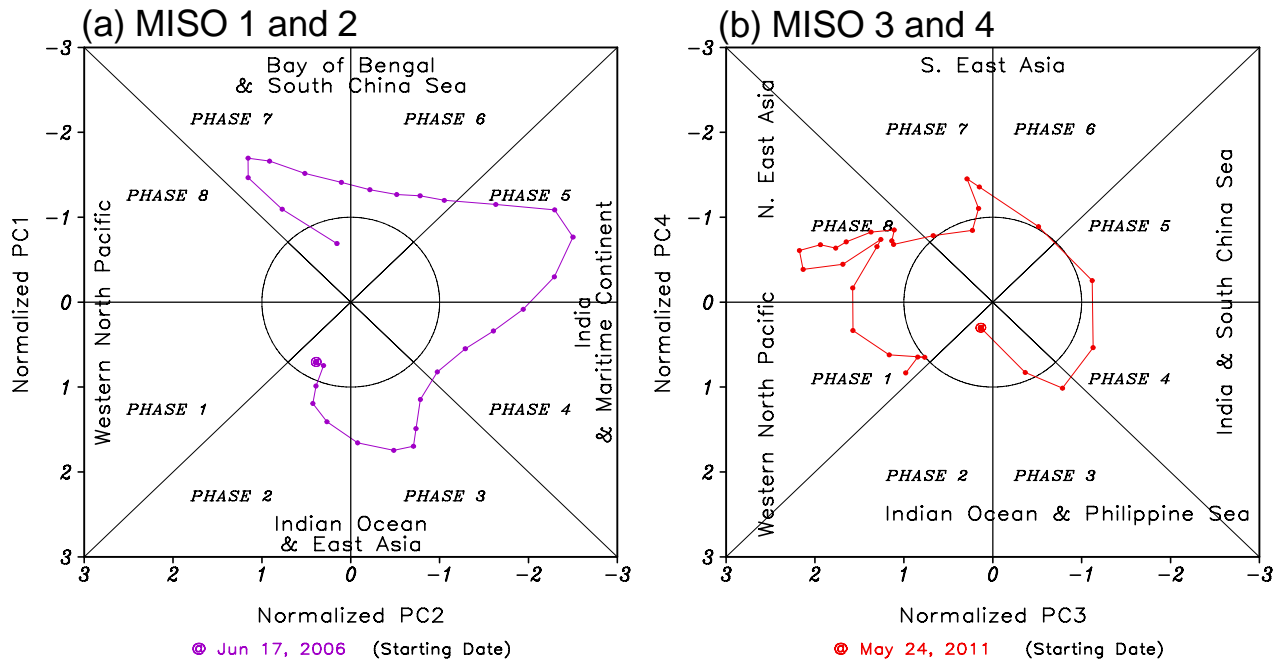 (a) MISO 1 and 2
-3
-2
-1
0
1
2
3
Normalized PC1
Bay of Bengal
& South China Sea
PHASE 7
PHASE 6
PHASE 8
PHASE 5
Western North Pacific
India
& Maritime Continent
PHASE 1
PHASE 4
PHASE 2
PHASE 3
Indian Ocean
& East Asia
3
2
1
0
-1
-2
-3
Normalized PC2
@ Jun 17, 2006 (Starting Date)
(b) MISO 3 and 4
-3
-2
-1
0
1
2
3
Normalized PC4
S. East Asia
N. East Asia
PHASE 7
PHASE 6
PHASE 8
PHASE 5
Western North Pacific
India & South China Sea
PHASE 1
PHASE 4
PHASE 2
PHASE 3
Indian Ocean & Philippine Sea
3
2
1
0
-1
-2
-3
Normalized PC3
@ May 24, 2011 (Starting Date)